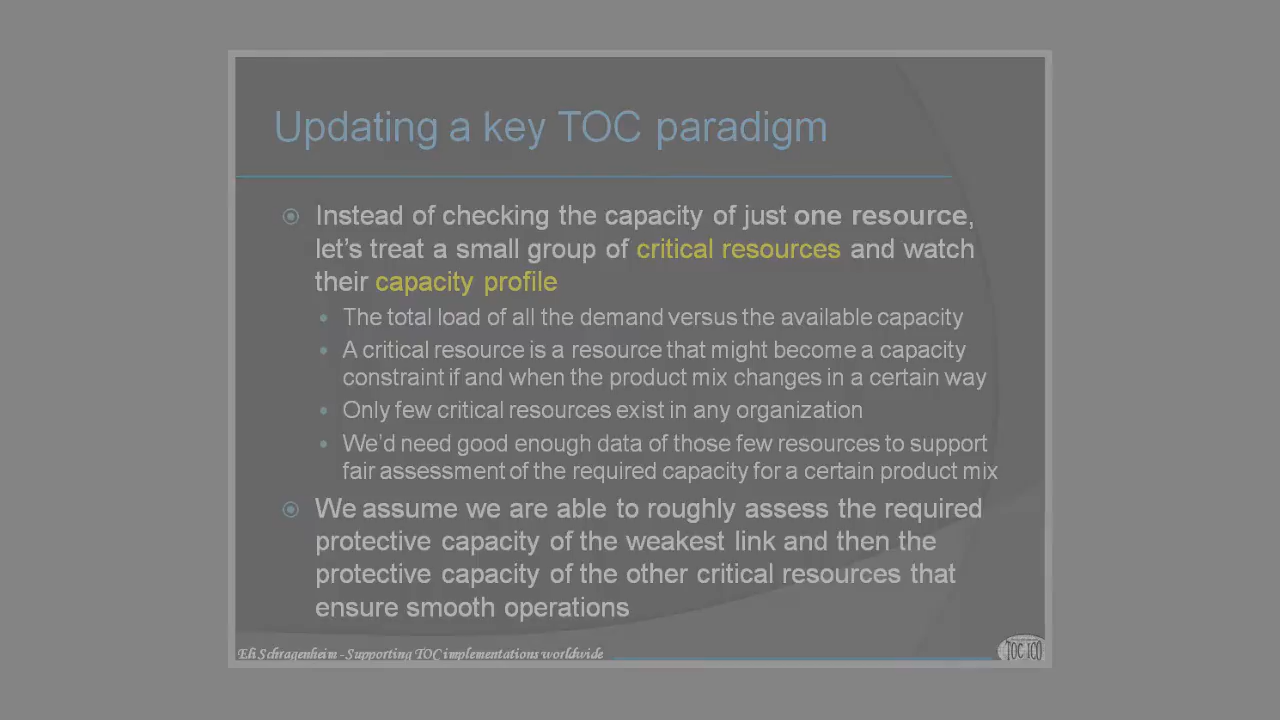 Updating a key TOC paradigm
Instead of checking the capacity of just one resource,
let's treat a small group of critical resources and watch
their capacity profile
The total load of all the demand versus the available capacity
A critical resource is a resource that might become a capacity
constraint if and when the product mix changes in a certain way
Only few critical resources exist in any organization
We'd need good enough data of those few resources to support
fair assessment of the required capacity for a certain product mix
We assume we are able to roughly assess the required
protective capacity of the weakest link and then the
protective capacity of the other critical resources that
ensure smooth operations
Eli Schragenheim - Supporting TOC implementations worldwide
TOC ICO